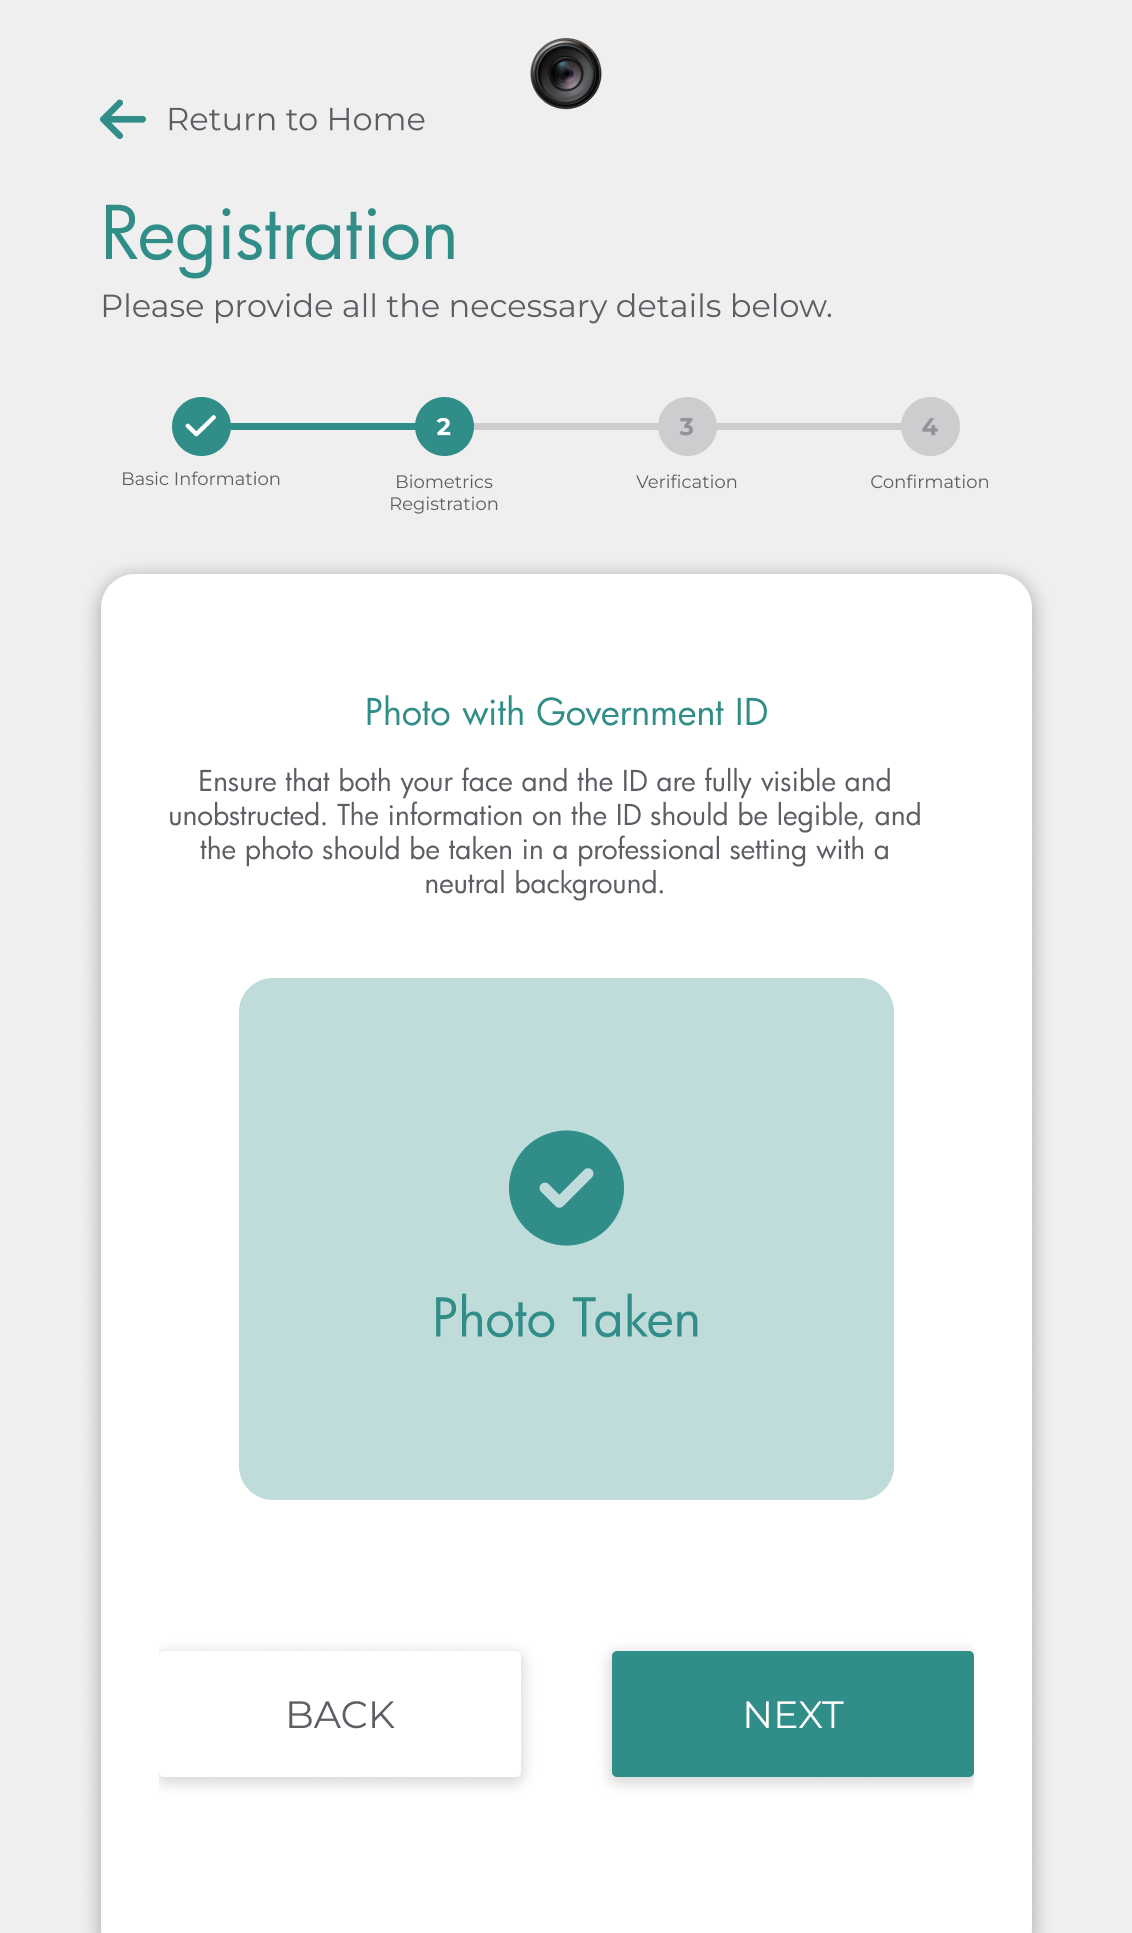 Return to Home
Registration
Please provide all the necessary details below.
2
3
4
Basic Information
Biometrics
Registration
Verification
Confirmation
Photo with Government ID
Ensure that both your face and the ID are fully visible and
unobstructed. The information on the ID should be legible, and
the photo should be taken in a professional setting with a
neutral background.
Photo Taken
BACK
NEXT